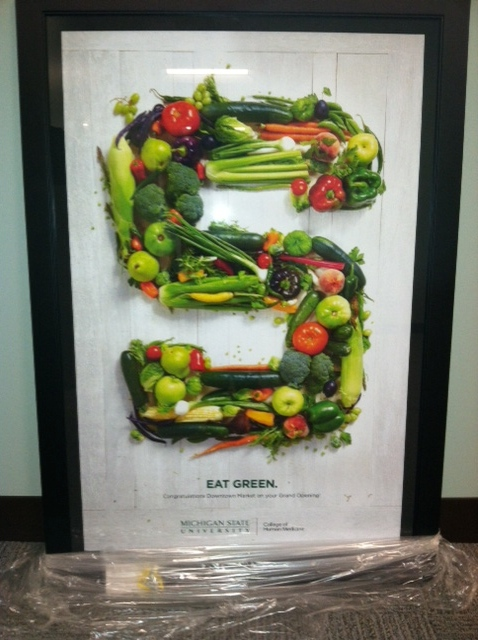 EAT GREEN.
Congratulations Downtown Market on your Grand Opening!
MICHIGAN STATE
UNIVERSITY
College of
Human Medicine